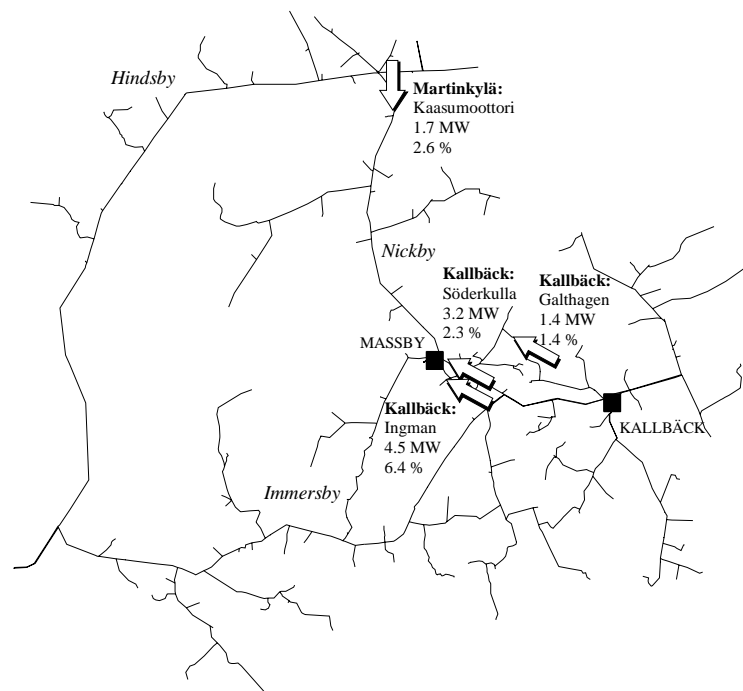 Hindsby
Martinkylä:
Kaasumoottori
1.7 MW
2.6 %
Nickby
Kallbäck:
Söderkulla
3.2 MW
2.3 %
Kallbäck:
Galthagen
1.4 MW
1.4 %
MASSBY
Kallbäck:
Ingman
4.5 MW
6.4 %
KALLBÄCK
Immersby